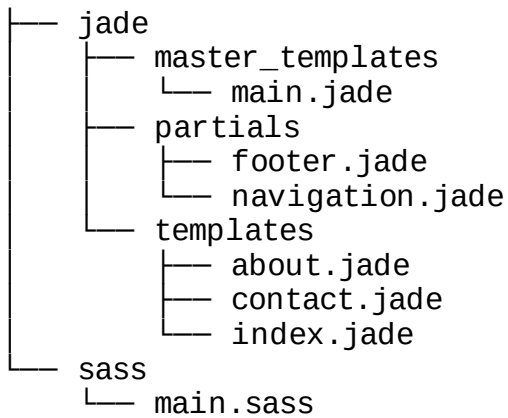 ├── jade
│   ├── master_templates
│   │   └── main.jade
│   ├── partials
│   │   ├── footer.jade
│   │   └── navigation.jade
│   └── templates
│       ├── about.jade
│       ├── contact.jade
│       └── index.jade
└── sass
    └── main.sass